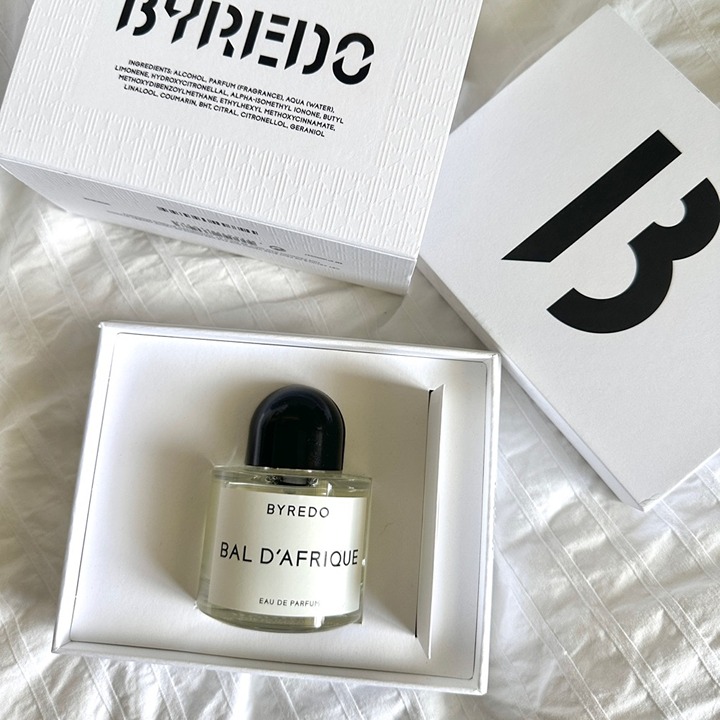 BYREDO
INGREDIENTS: ALCOHOL, PARFUM (FRAGRANCE), AQUA (WATER),
LIMONENE, HYDROXYCITRONELLAL, ALPHA-ISOMETHYL IONONE, BUTYL
METHOXYDIBENZOYLMETHANE, ETHYLHEXYL METHOXYCINNAMATE,
LINALOOL, COUMARIN, BHT, CITRAL, CITRONELLOL, GERANIOL
B
BYREDO
BAL D'AFRIQUE
EAU DE PARFUM